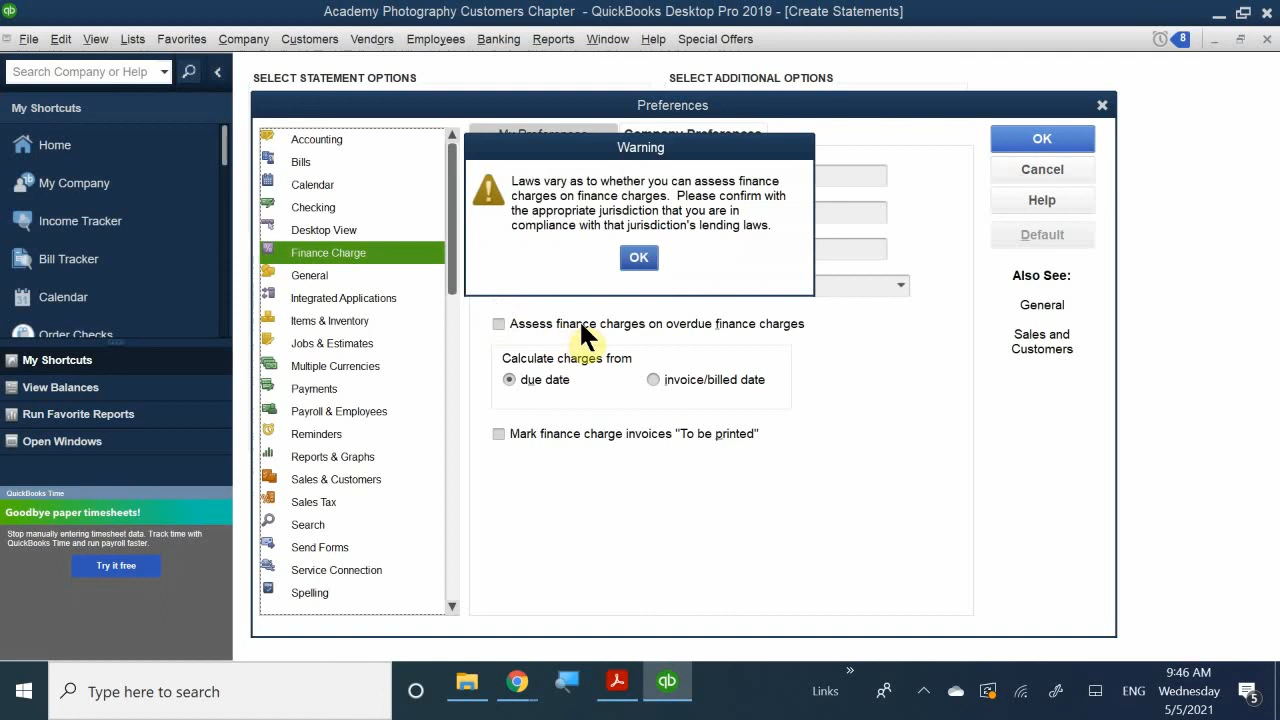 Academy Photography Customers Chapter - QuickBooks Desktop Pro 2019 - [Create Statements]
File Edit View Lists Favorites Company Customers Vendors Employees Banking Reports Window Help Special Offers 8
Search Company or Help
My Shortcuts
Home
My Company
Income Tracker
Bill Tracker
Calendar
Order Checks
My Shortcuts
View Balances
Run Favorite Reports
Open Windows
QuickBooks Time
Goodbye paper timesheets!
Stop manually entering timesheet data. Track time with
QuickBooks Time and run payroll faster.
Try it free
SELECT STATEMENT OPTIONS SELECT ADDITIONAL OPTIONS
Preferences
Accounting
Bills
Calendar
Checking
Desktop View
Finance Charge
General
Integrated Applications
Items & Inventory
Jobs & Estimates
Multiple Currencies
Payments
Payroll & Employees
Reminders
Reports & Graphs
Sales & Customers
Sales Tax
Search
Send Forms
Service Connection
Spelling
My Preferences Company Preferences
Warning
Laws vary as to whether you can assess finance
charges on finance charges. Please confirm with
the appropriate jurisdiction that you are in
compliance with that jurisdiction's lending laws.
OK
Assess finance charges on overdue finance charges
Calculate charges from
due date invoice/billed date
Mark finance charge invoices "To be printed"
OK
Cancel
Help
Default
Also See:
General
Sales and
Customers
Type here to search
qb
Links
ENG
9:46 AM
Wednesday
5/5/2021
5